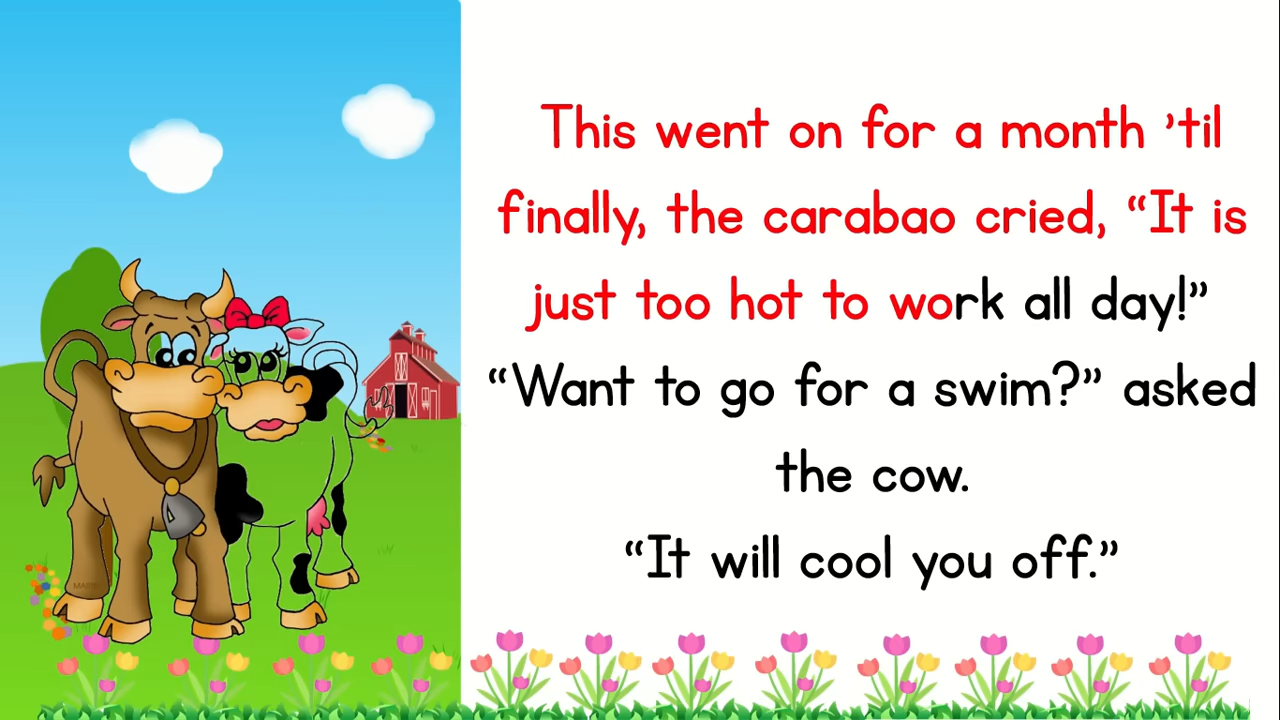 This went on for a month 'til
finally, the carabao cried, “It is
just too hot to work all day!”
“Want to go for a swim?” asked
the cow.
“It will cool you off.”